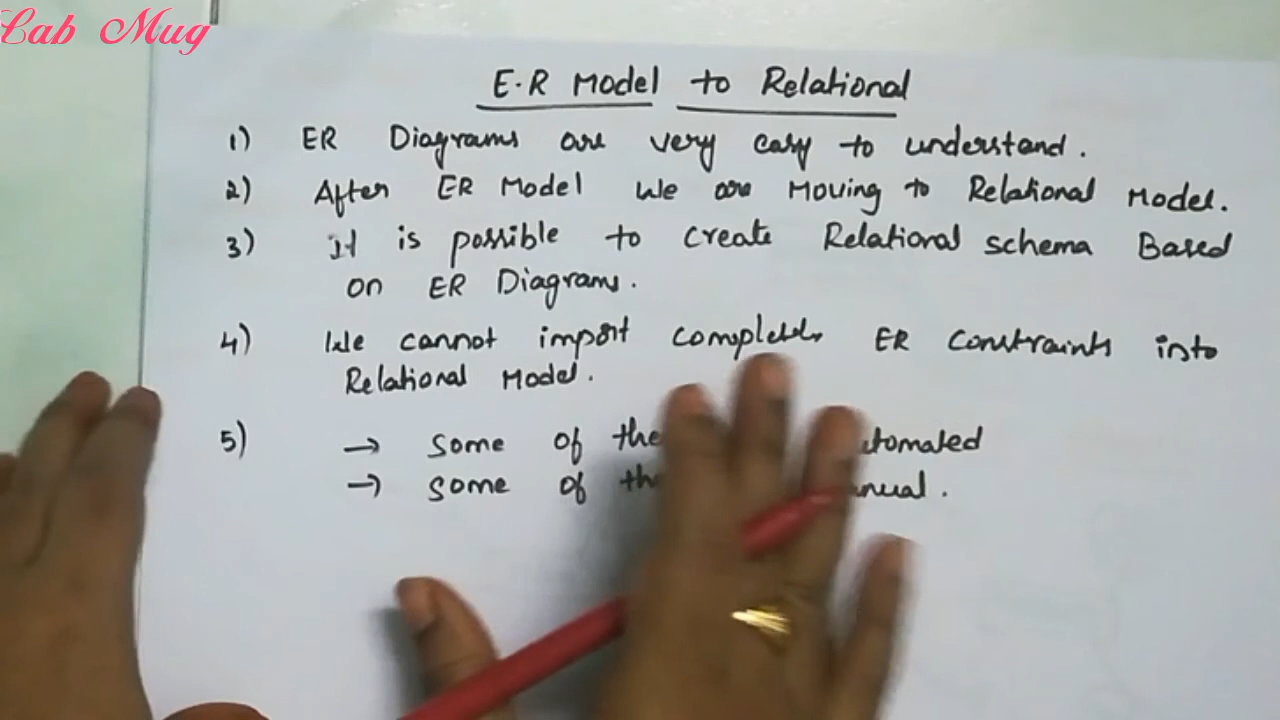 Lab Mug
E.R Model to Relational
1) ER Diagrams are very easy to understand.
2) After ER Model We are Moving to Relational Model.
3) It is possible to create Relational schema Based
on ER Diagrams.
4) We cannot import complete ER constraints into
Relational Model.
5) → some of the
→ some of